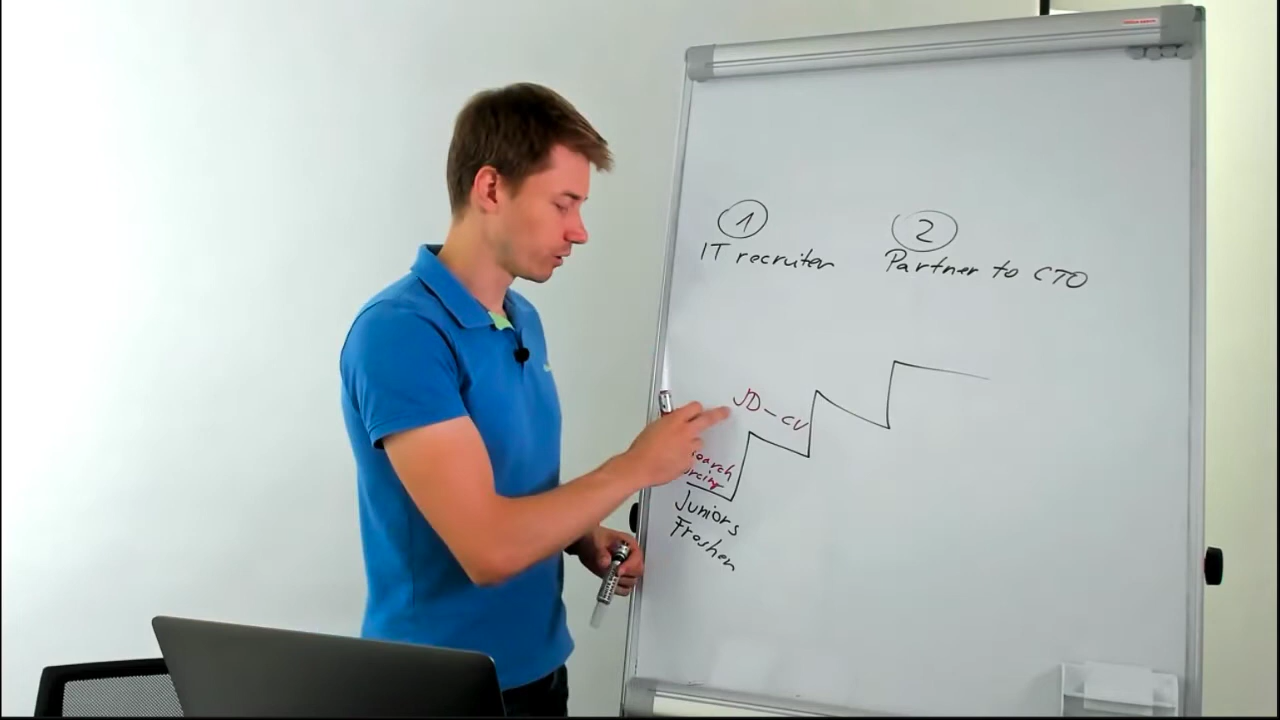 1
2
IT recruiter
Partner to CTO
JD-CV
Juniors
Freshen